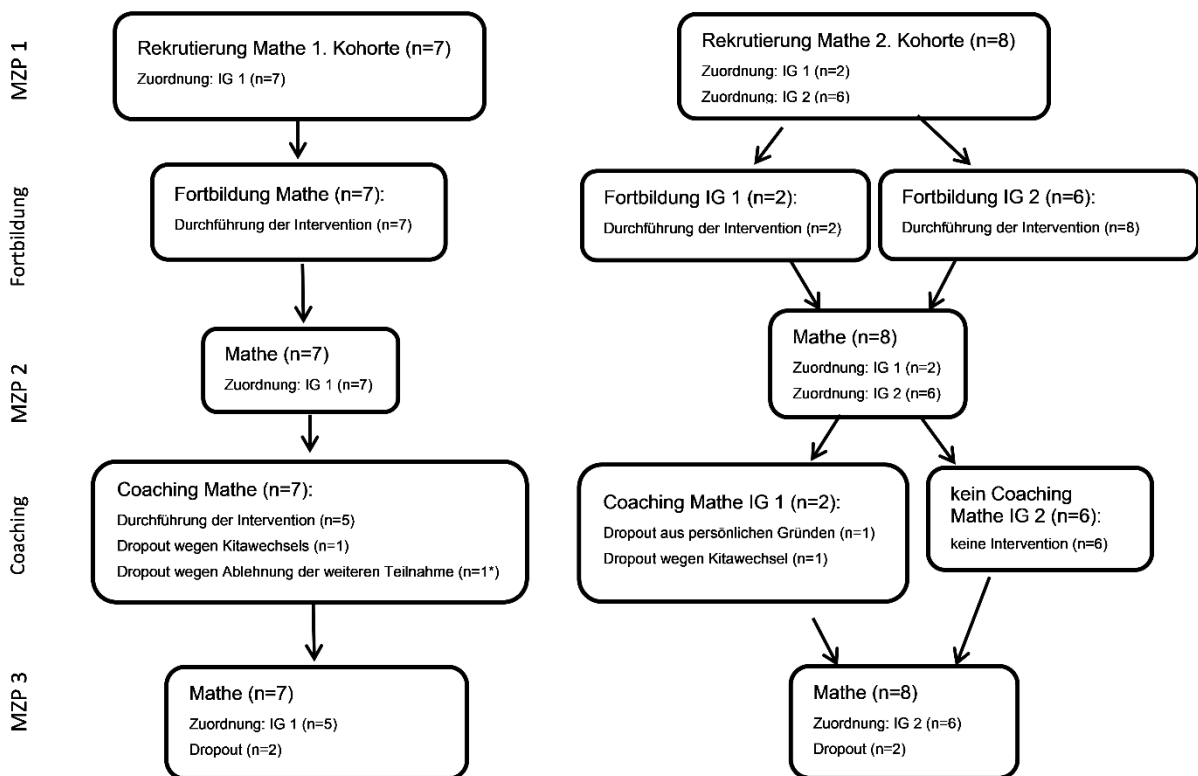 MZP 1
Rekrutierung Mathe 1. Kohorte (n=7)
Zuordnung: IG 1 (n=7)
Rekrutierung Mathe 2. Kohorte (n=8)
Zuordnung: IG 1 (n=2)
Zuordnung: IG 2 (n=6)
Fortbildung
Fortbildung Mathe (n=7):
Durchführung der Intervention (n=7)
Fortbildung IG 1 (n=2):
Durchführung der Intervention (n=2)
Fortbildung IG 2 (n=6):
Durchführung der Intervention (n=8)
MZP 2
Mathe (n=7)
Zuordnung: IG 1 (n=7)
Mathe (n=8)
Zuordnung: IG 1 (n=2)
Zuordnung: IG 2 (n=6)
Coaching
Coaching Mathe (n=7):
Durchführung der Intervention (n=5)
Dropout wegen Kitawechsels (n=1)
Dropout wegen Ablehnung der weiteren Teilnahme (n=1*)
Coaching Mathe IG 1 (n=2):
Dropout aus persönlichen Gründen (n=1)
Dropout wegen Kitawechsel (n=1)
kein Coaching
Mathe IG 2 (n=6):
keine Intervention (n=6)
MZP 3
Mathe (n=7)
Zuordnung: IG 1 (n=5)
Dropout (n=2)
Mathe (n=8)
Zuordnung: IG 2 (n=6)
Dropout (n=2)